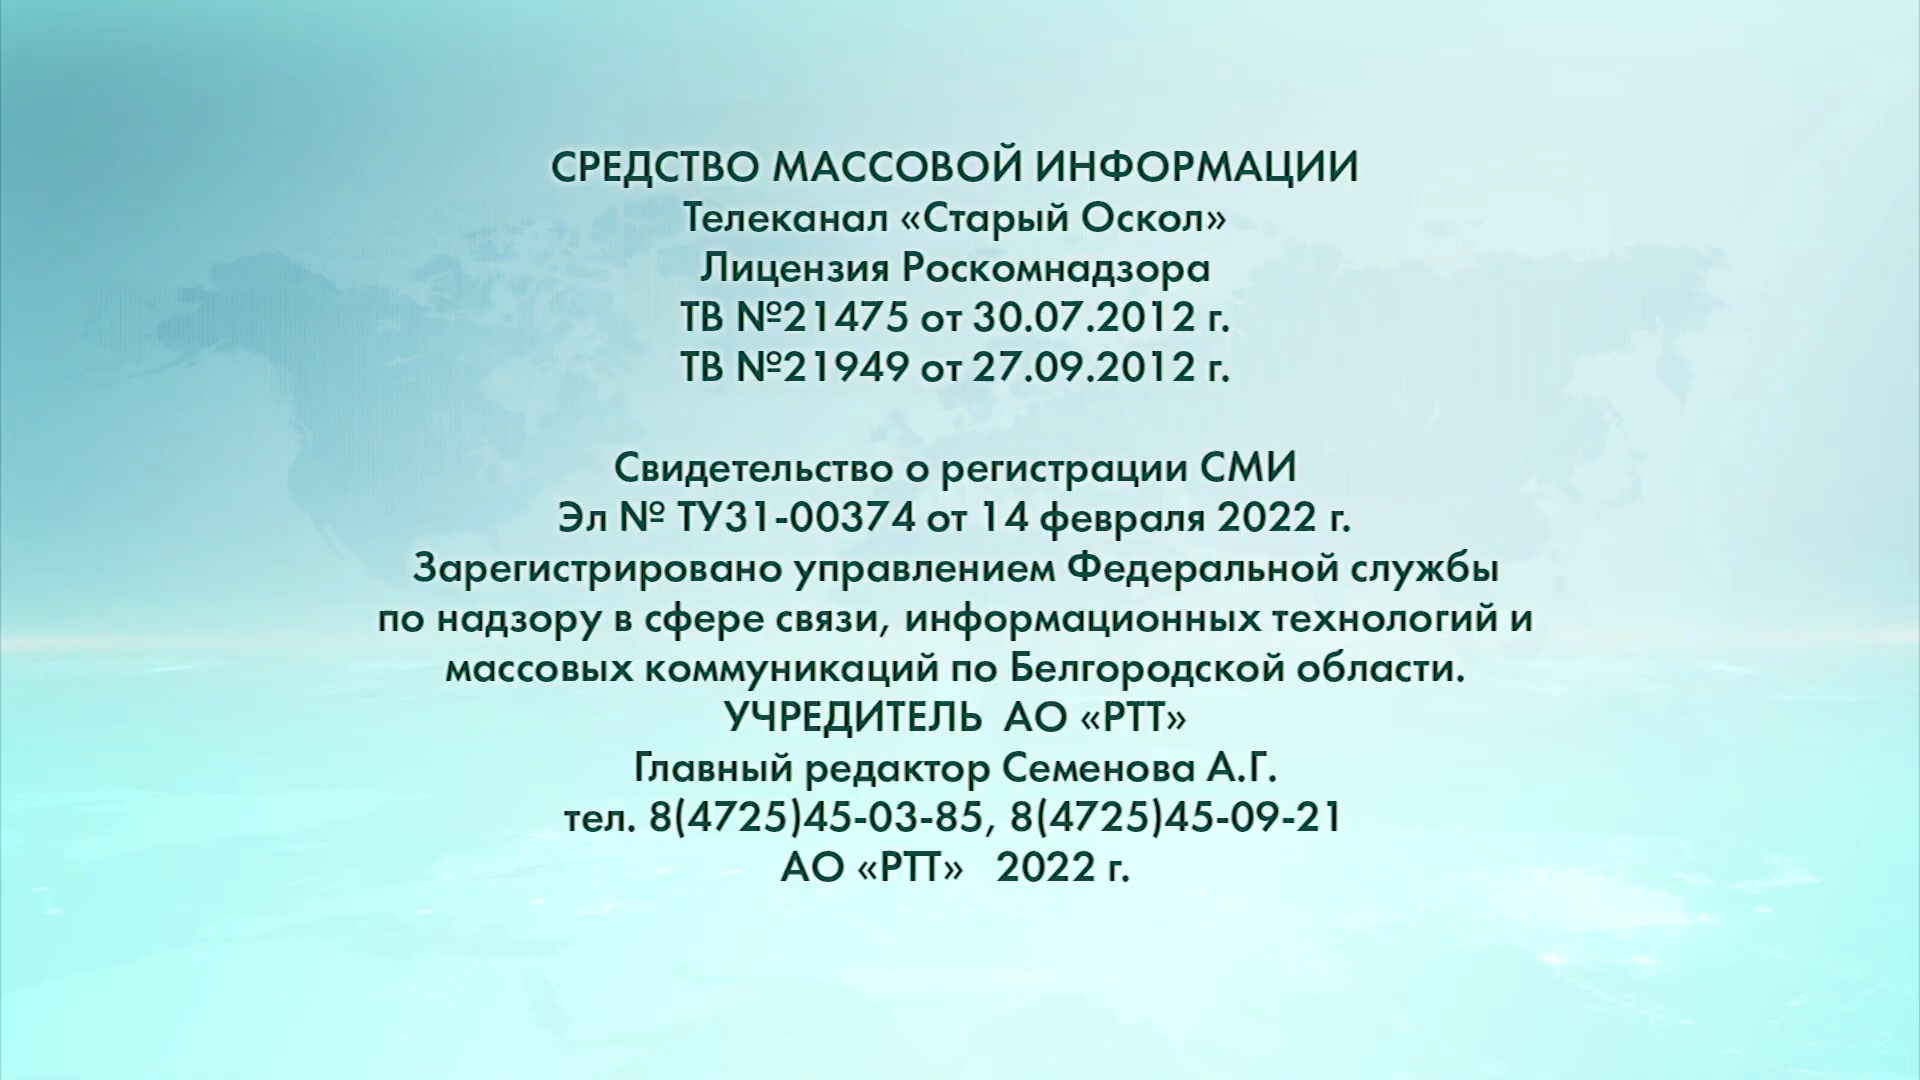 СРЕДСТВО МАССОВОЙ ИНФОРМАЦИИ
Телеканал «Старый Оскол»
Лицензия Роскомнадзора
ТВ №21475 от 30.07.2012 г.
ТВ №21949 от 27.09.2012 г.
Свидетельство о регистрации СМИ
Эл № ТУ31-00374 от 14 февраля 2022 г.
Зарегистрировано управлением Федеральной службы
по надзору в сфере связи, информационных технологий и
массовых коммуникаций по Белгородской области.
УЧРЕДИТЕЛЬ АО «РТТ»
Главный редактор Семенова А.Г.
тел. 8(4725)45-03-85, 8(4725)45-09-21
АО «РТТ» 2022 г.